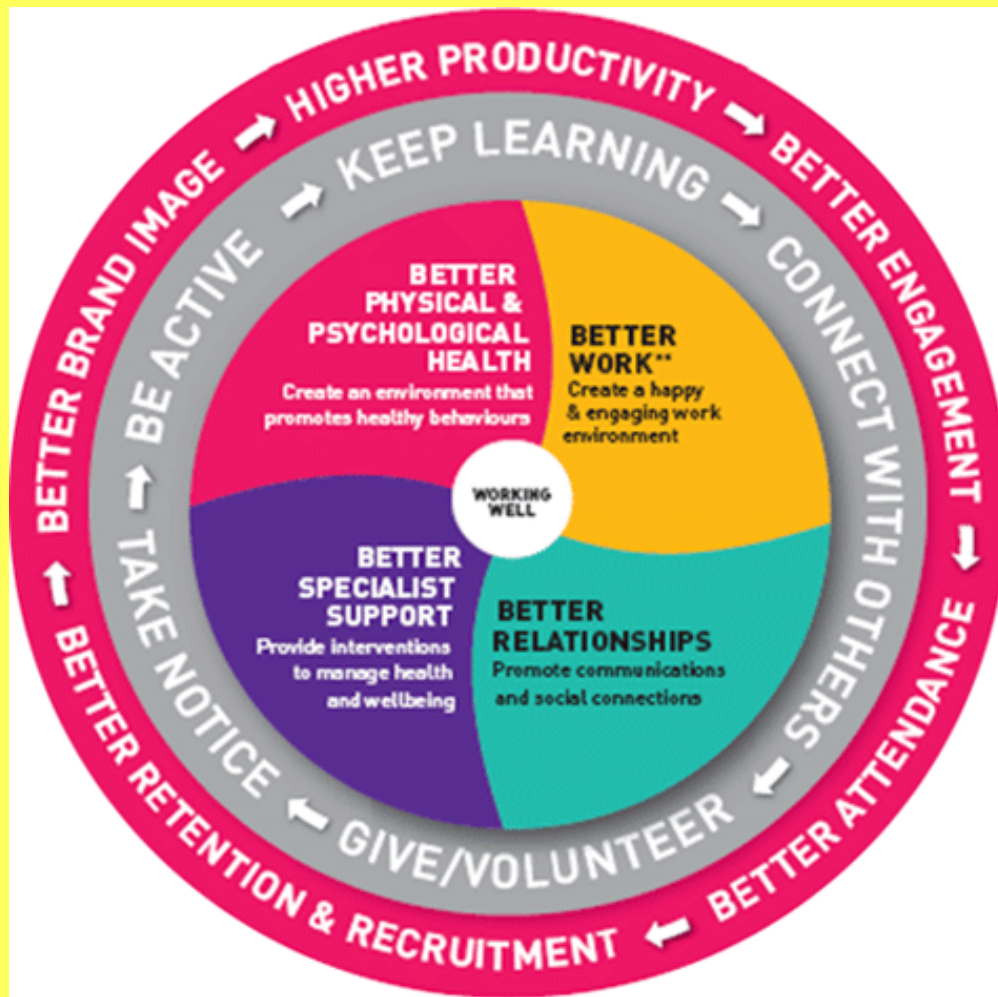 HIGHER PRODUCTIVITY
BETTER ENGAGEMENT
BETTER ATTENDANCE
BETTER RETENTION & RECRUITMENT
BETTER BRAND IMAGE
KEEP LEARNING
CONNECT WITH OTHERS
GIVE/VOLUNTEER
TAKE NOTICE
BE ACTIVE
BETTER
PHYSICAL &
PSYCHOLOGICAL
HEALTH
Create an environment that
promotes healthy behaviours
BETTER
WORK**
Create a happy
& engaging work
environment
WORKING
WELL
BETTER
SPECIALIST
SUPPORT
Provide interventions
to manage health
and wellbeing
BETTER
RELATIONSHIPS
Promote communications
and social connections